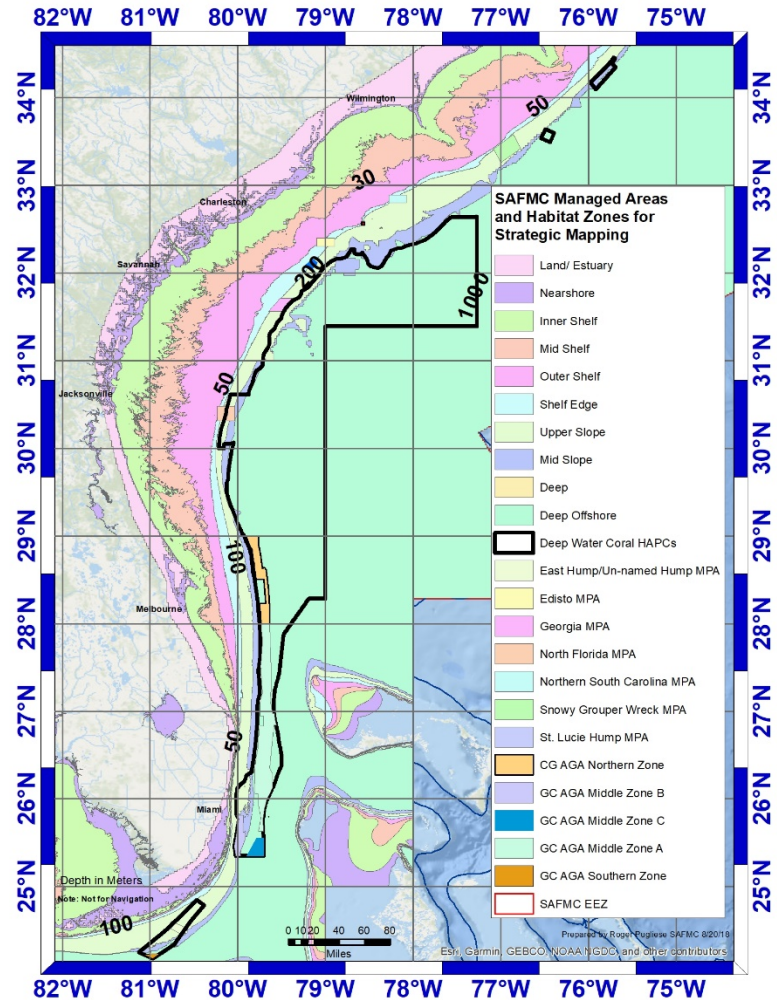 82°W 81°W 80°W 79°W 78°W 77°W 76°W 75°W
34°N
33°N
32°N
31°N
30°N
29°N
28°N
27°N
26°N
25°N
Wilmington
Charleston
Savannah
Jacksonville
Melbourne
Miami
50
30
200
1000
50
100
50
100
SAFMC Managed Areas
and Habitat Zones for
Strategic Mapping
Land/ Estuary
Nearshore
Inner Shelf
Mid Shelf
Outer Shelf
Shelf Edge
Upper Slope
Mid Slope
Deep
Deep Offshore
Deep Water Coral HAPCs
East Hump/Un-named Hump MPA
Edisto MPA
Georgia MPA
North Florida MPA
Northern South Carolina MPA
Snowy Grouper Wreck MPA
St. Lucie Hump MPA
CG AGA Northern Zone
GC AGA Middle Zone B
GC AGA Middle Zone C
GC AGA Middle Zone A
GC AGA Southern Zone
SAFMC EEZ
Depth in Meters
Note: Not for Navigation
0 10 20 40 60 80
Miles
Prepared by Roger Pugliese SAFMC 8/20/18
Esri, Garmin, GEBCO, NOAA NGDC, and other contributors
34°N
33°N
32°N
31°N
30°N
29°N
28°N
27°N
26°N
25°N
82°W 81°W 80°W 79°W 78°W 77°W 76°W 75°W